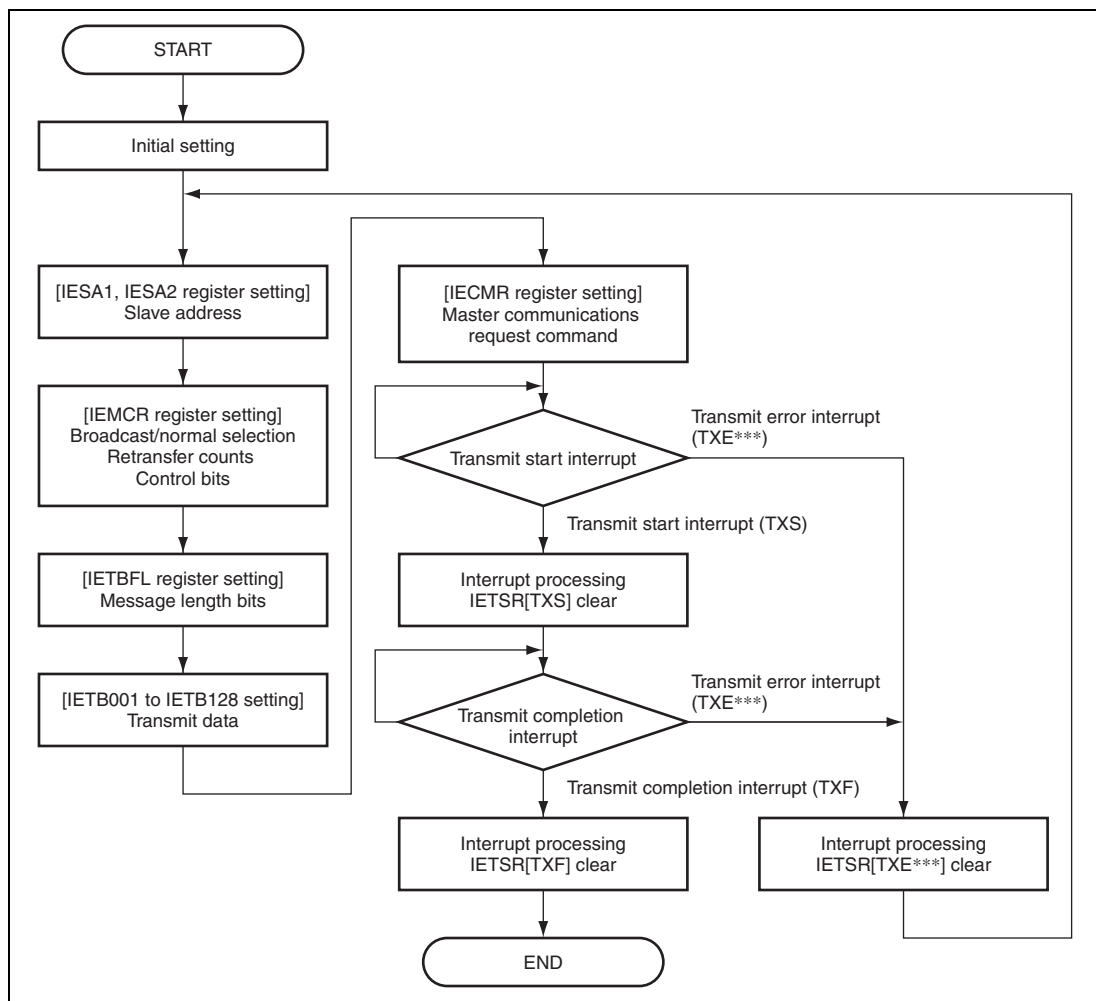 START
Initial setting
[IESA1, IESA2 register setting]
Slave address
[IEMCR register setting]
Broadcast/normal selection
Retransfer counts
Control bits
[IETBFL register setting]
Message length bits
[IETB001 to IETB128 setting]
Transmit data
[IECMR register setting]
Master communications
request command
Transmit start interrupt
Transmit error interrupt
(TXE***)
Transmit start interrupt (TXS)
Interrupt processing
IETSR[TXS] clear
Transmit completion
interrupt
Transmit error interrupt
(TXE***)
Transmit completion interrupt (TXF)
Interrupt processing
IETSR[TXF] clear
Interrupt processing
IETSR[TXE***] clear
END